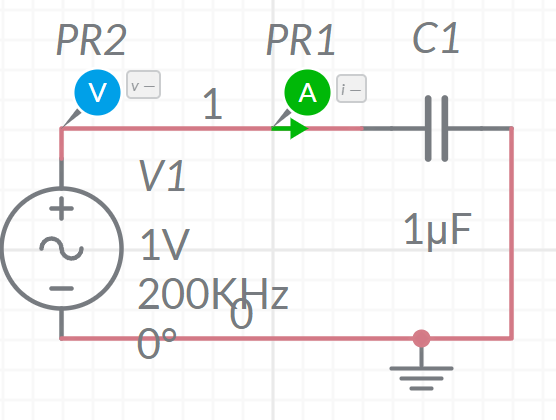 PR2
PR1
C1
V
v —
A
i —
1
V1
1V
1µF
200KHz
0
0°